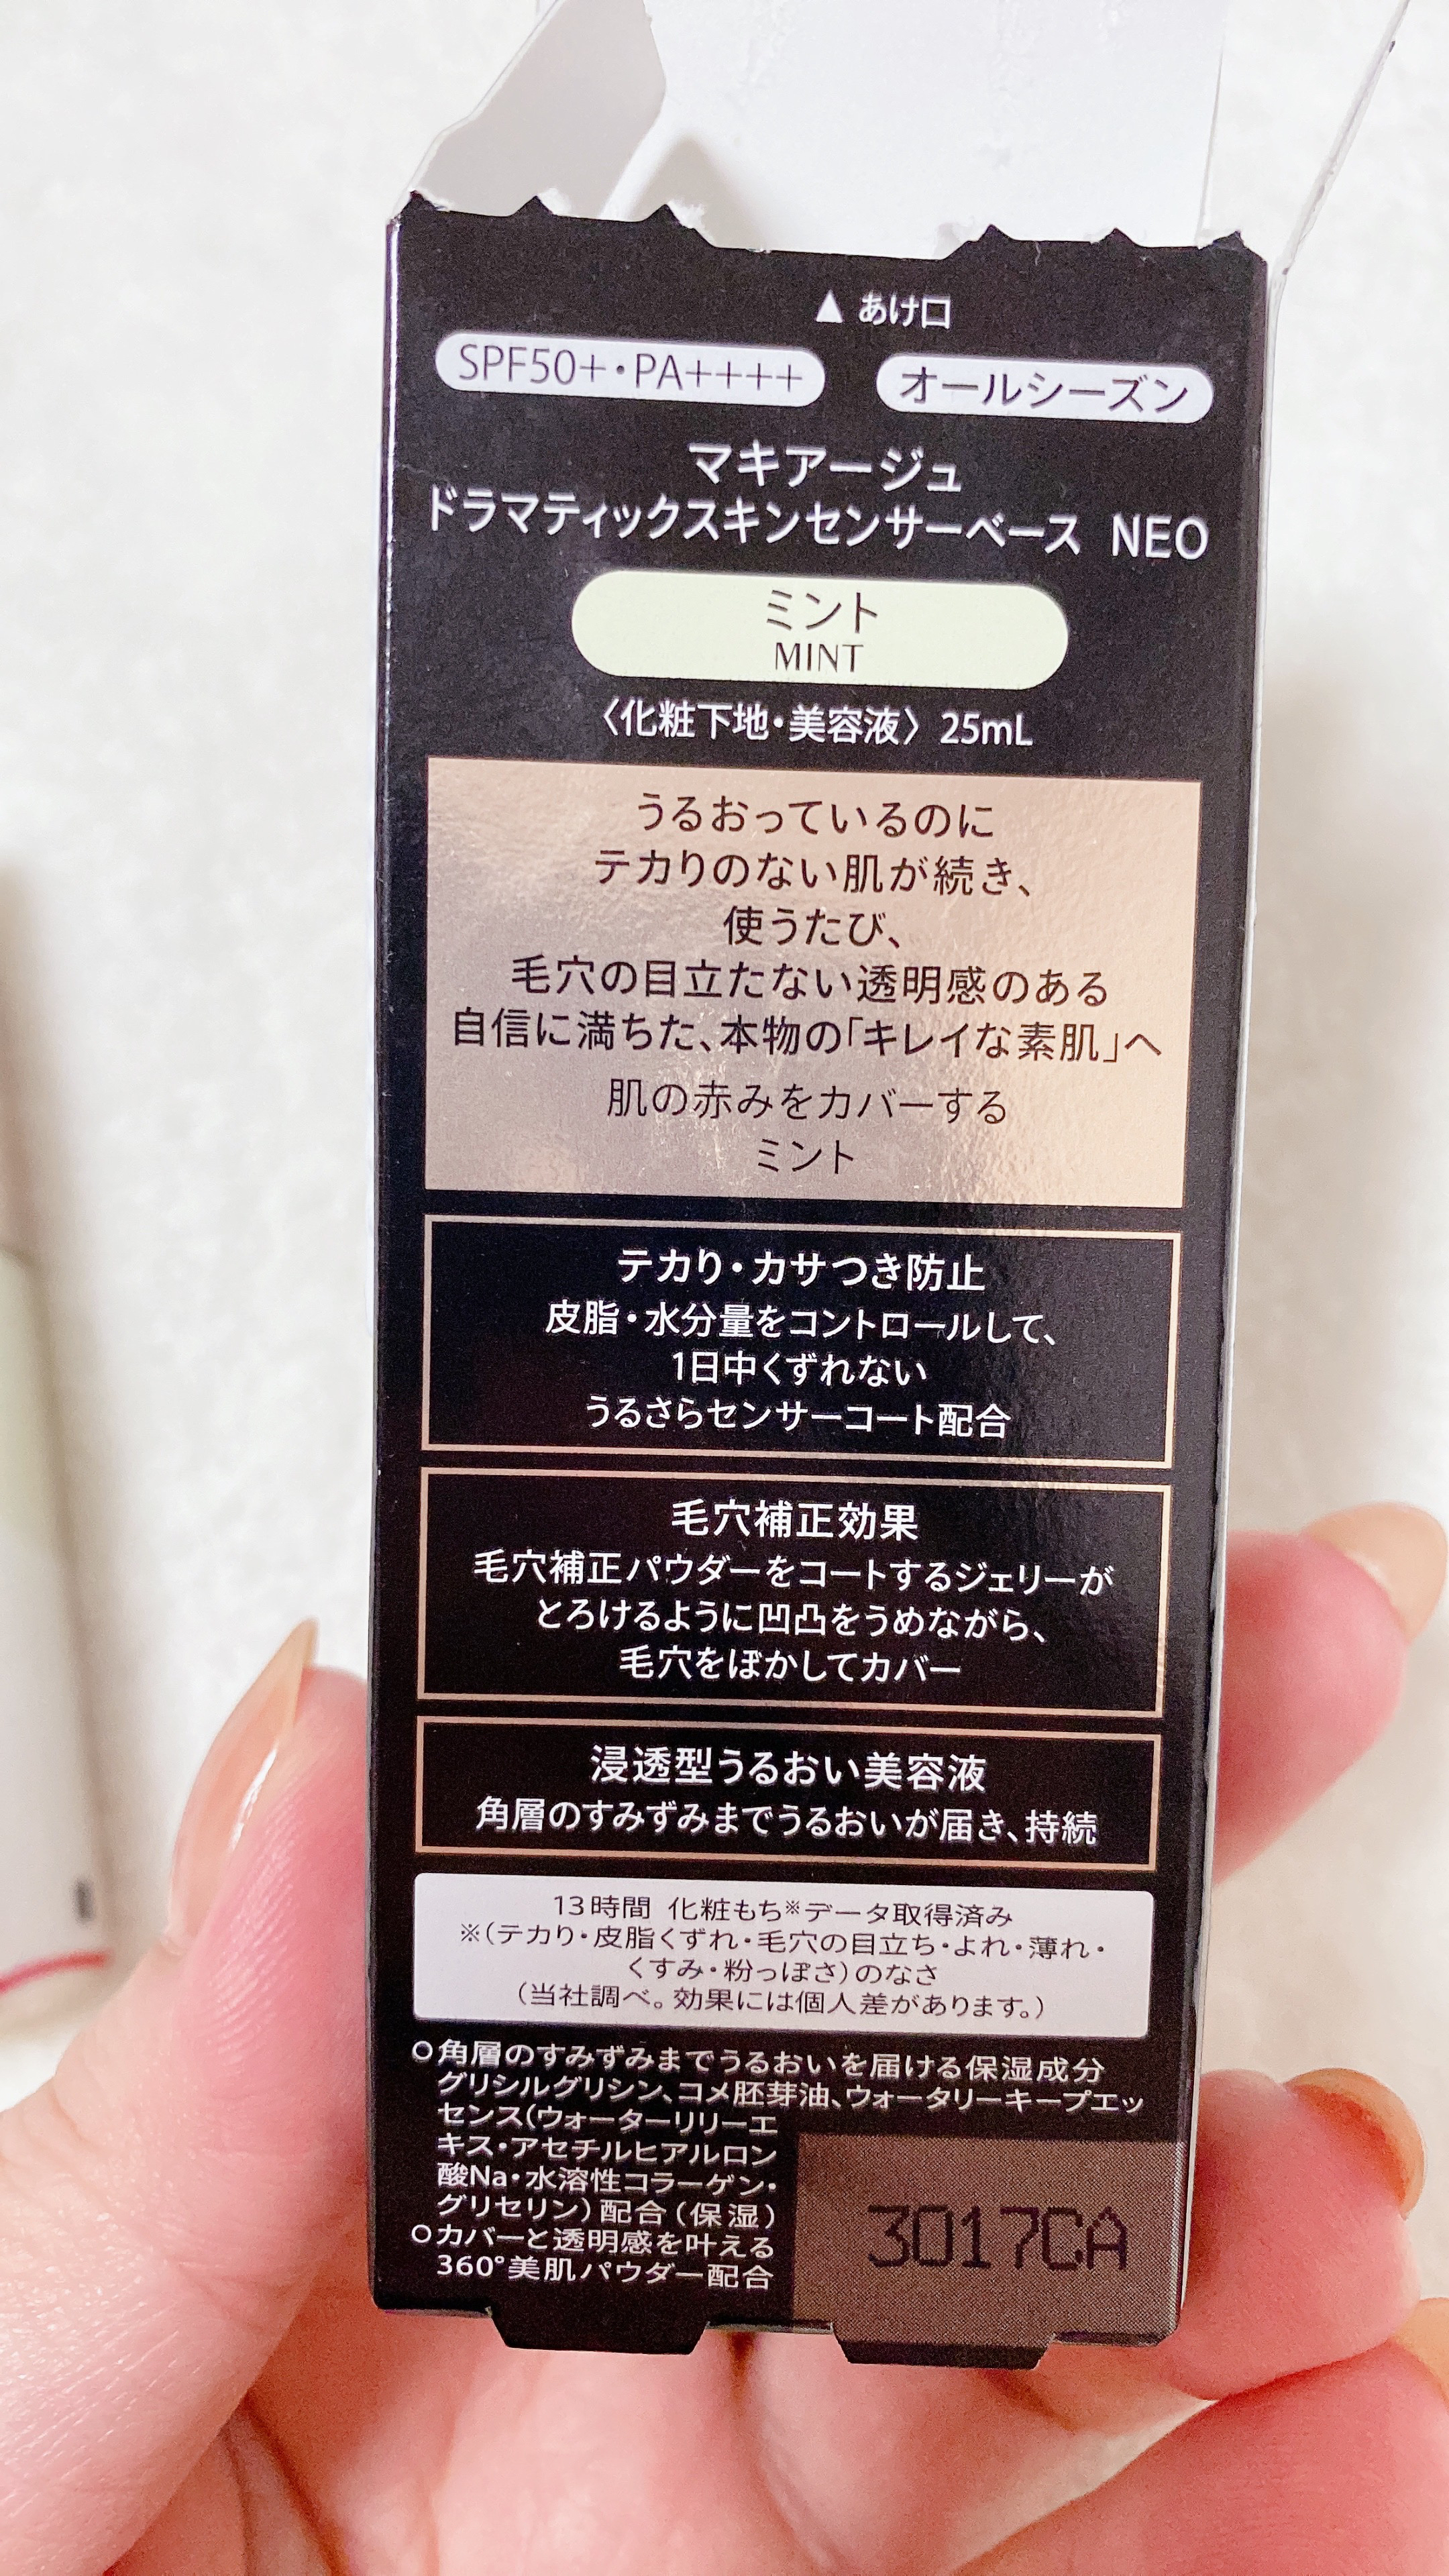 ▲ あけ口
SPF50+・PA++++
オールシーズン
マキアージュ
ドラマティックスキンセンサーベース NEO
ミント
MINT
〈化粧下地・美容液〉 25mL
うるおっているのに
テカりのない肌が続き、
使うたび、
毛穴の目立たない透明感のある
自信に満ちた、本物の「キレイな素肌」へ
肌の赤みをカバーする
ミント
テカり・カサつき防止
皮脂・水分量をコントロールして、
1日中くずれない
うるさらセンサーコート配合
毛穴補正効果
毛穴補正パウダーをコートするジェリーが
とろけるように凹凸をうめながら、
毛穴をぼかしてカバー
浸透型うるおい美容液
角層のすみずみまでうるおいが届き、持続
13時間 化粧もち※データ取得済み
※(テカり・皮脂くずれ・毛穴の目立ち・よれ・薄れ・
くすみ・粉っぽさ)のなさ
(当社調べ。効果には個人差があります。)
○角層のすみずみまでうるおいを届ける保湿成分
グリシルグリシン、コメ胚芽油、ウォータリーキープエッ
センス(ウォーターリリーエ
キス・アセチルヒアルロン
酸Na・水溶性コラーゲン・
グリセリン)配合(保湿)
○カバーと透明感を叶える
360°美肌パウダー配合
3017CA